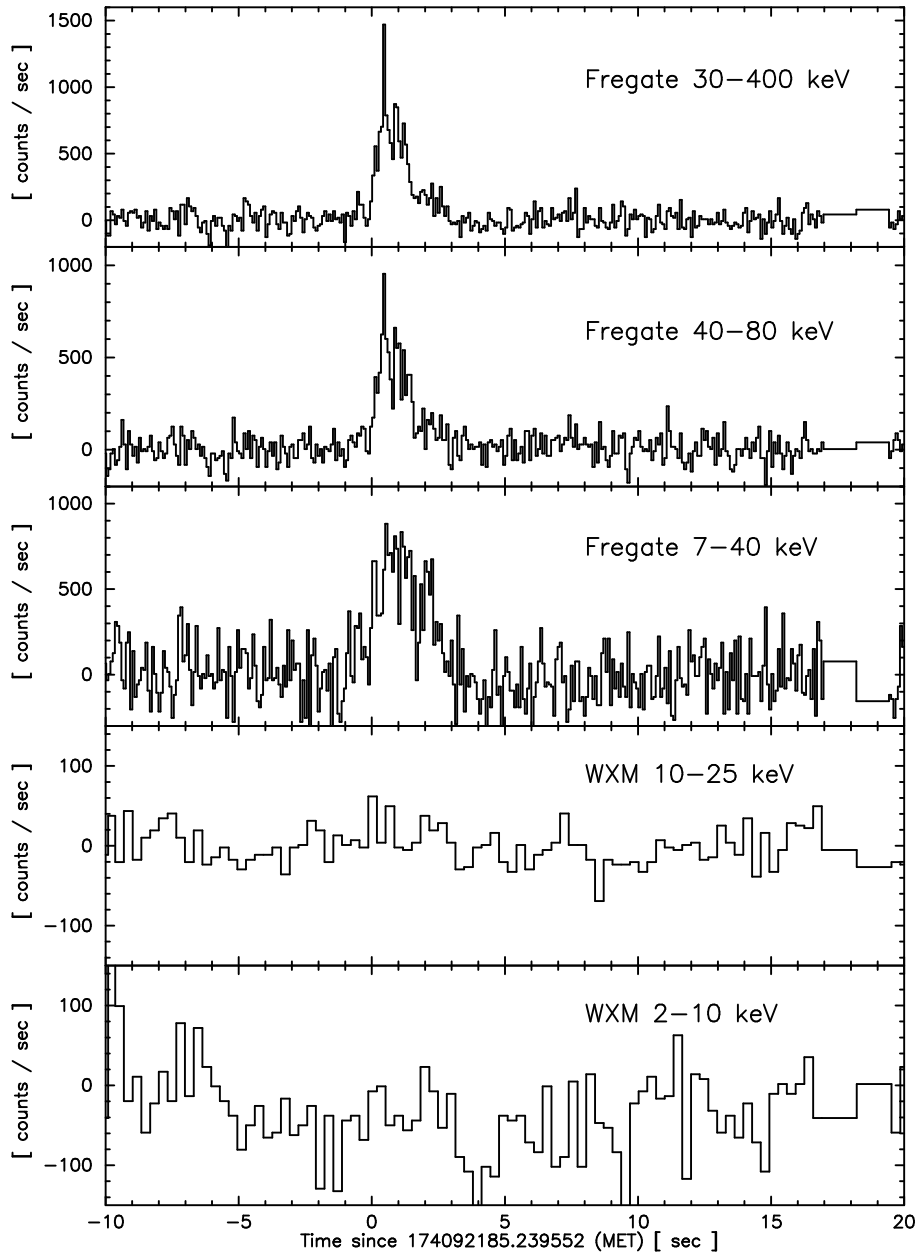 1500
1000
500
0
[ counts / sec ]
Fregate 30−400 keV
1000
500
0
[ counts / sec ]
Fregate 40−80 keV
1000
500
0
[ counts / sec ]
Fregate 7−40 keV
100
0
−100
[ counts / sec ]
WXM 10−25 keV
100
0
−100
[ counts / sec ]
WXM 2−10 keV
−10 −5 0 5 10 15 20
Time since 174092185.239552 (MET) [ sec ]